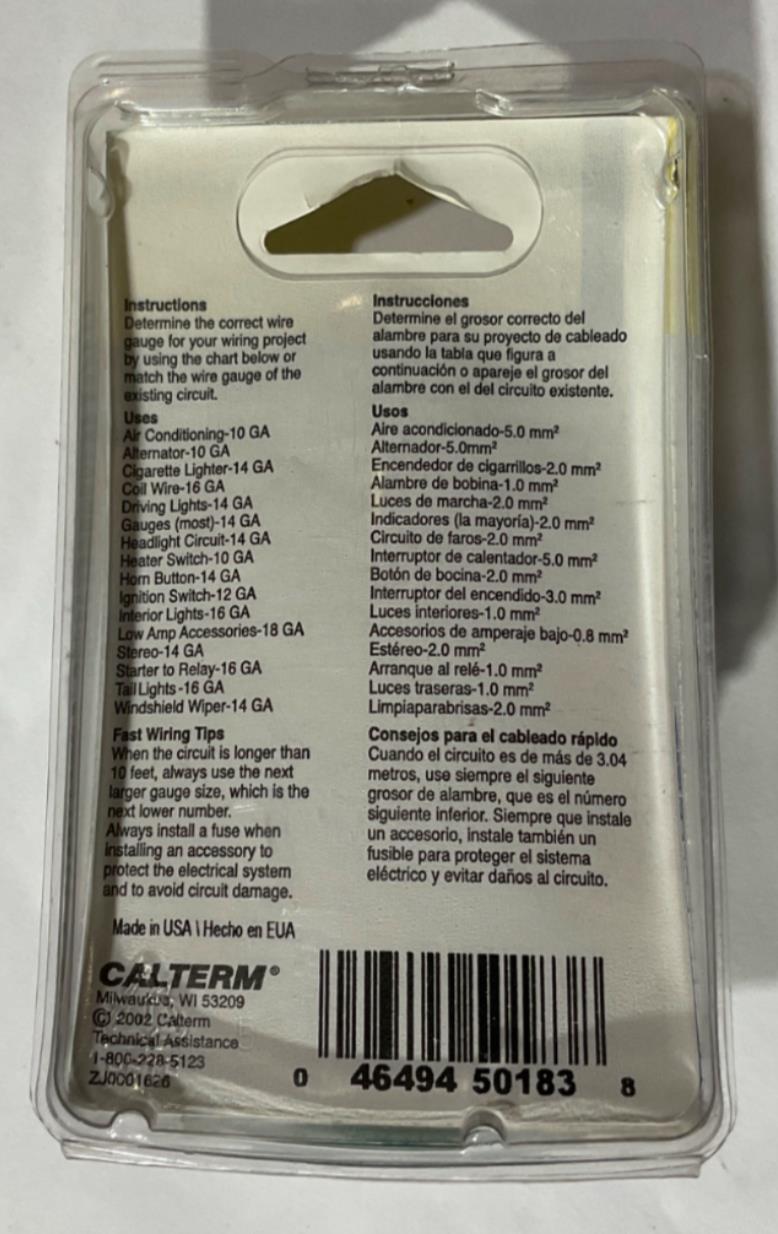 Instructions
Determine the correct wire
gauge for your wiring project
by using the chart below or
match the wire gauge of the
existing circuit.
Uses
Air Conditioning-10 GA
Alternator-10 GA
Cigarette Lighter-14 GA
Coil Wire-16 GA
Driving Lights-14 GA
Gauges (most)-14 GA
Headlight Circuit-14 GA
Heater Switch-10 GA
Horn Button-14 GA
Ignition Switch-12 GA
Interior Lights-16 GA
Low Amp Accessories-18 GA
Stereo-14 GA
Starter to Relay-16 GA
Tail Lights-16 GA
Windshield Wiper-14 GA
Fast Wiring Tips
When the circuit is longer than
10 feet, always use the next
larger gauge size, which is the
next lower number.
Always install a fuse when
installing an accessory to
protect the electrical system
and to avoid circuit damage.
Made in USA \ Hecho en EUA
Instrucciones
Determine el grosor correcto del
alambre para su proyecto de cableado
usando la tabla que figura a
continuación o apareje el grosor del
alambre con el del circuito existente.
Usos
Aire acondicionado-5.0 mm²
Alternador-5.0mm²
Encendedor de cigarrillos-2.0 mm²
Alambre de bobina-1.0 mm²
Luces de marcha-2.0 mm²
Indicadores (la mayoría)-2.0 mm²
Circuito de faros-2.0 mm²
Interruptor de calentador-5.0 mm²
Botón de bocina-2.0 mm²
Interruptor del encendido-3.0 mm²
Luces interiores-1.0 mm²
Accesorios de amperaje bajo-0.8 mm²
Estéreo-2.0 mm²
Arranque al relé-1.0 mm²
Luces traseras-1.0 mm²
Limpiaparabrisas-2.0 mm²
Consejos para el cableado rápido
Cuando el circuito es de más de 3.04
metros, use siempre el siguiente
grosor de alambre, que es el número
siguiente inferior. Siempre que instale
un accesorio, instale también un
fusible para proteger el sistema
eléctrico y evitar daños al circuito.
CALTERM®
Milwaukee, WI 53209
© 2002 Calterm
Technical Assistance
1-800-228-5123
ZJ0001626
0 46494 50183 8